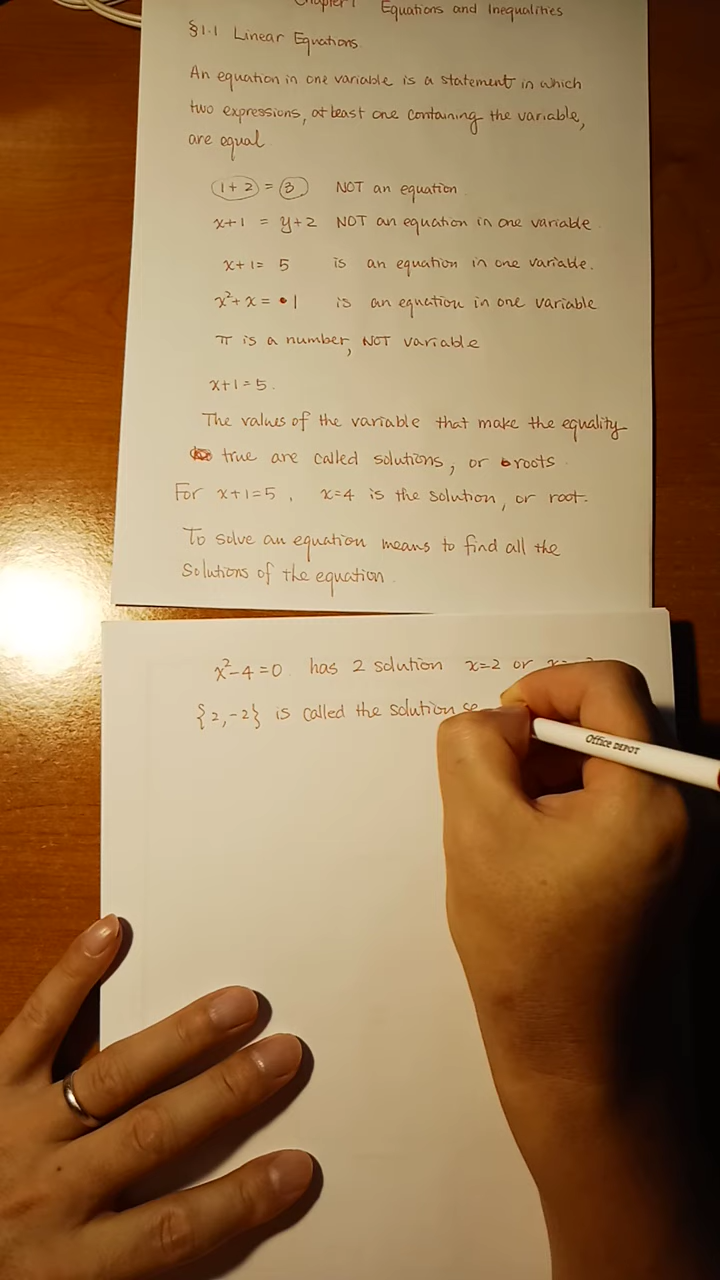 Chapter 1 Equations and Inequalities
§1.1 Linear Equations
An equation in one variable is a statement in which
two expressions, at least one containing the variable,
are equal
1 + 2 = 3 NOT an equation
x+1 = y+2 NOT an equation in one variable.
x+1 = 5 is an equation in one variable.
x²+x = 1 is an equation in one variable
π is a number, NOT variable
x+1=5.
The values of the variable that make the equality
true are called solutions, or roots.
For x+1=5, x=4 is the solution, or root.
To solve an equation means to find all the
Solutions of the equation.
x²-4=0 has 2 solution x=2 or
{2,-2} is called the solution se
Office DEPOT